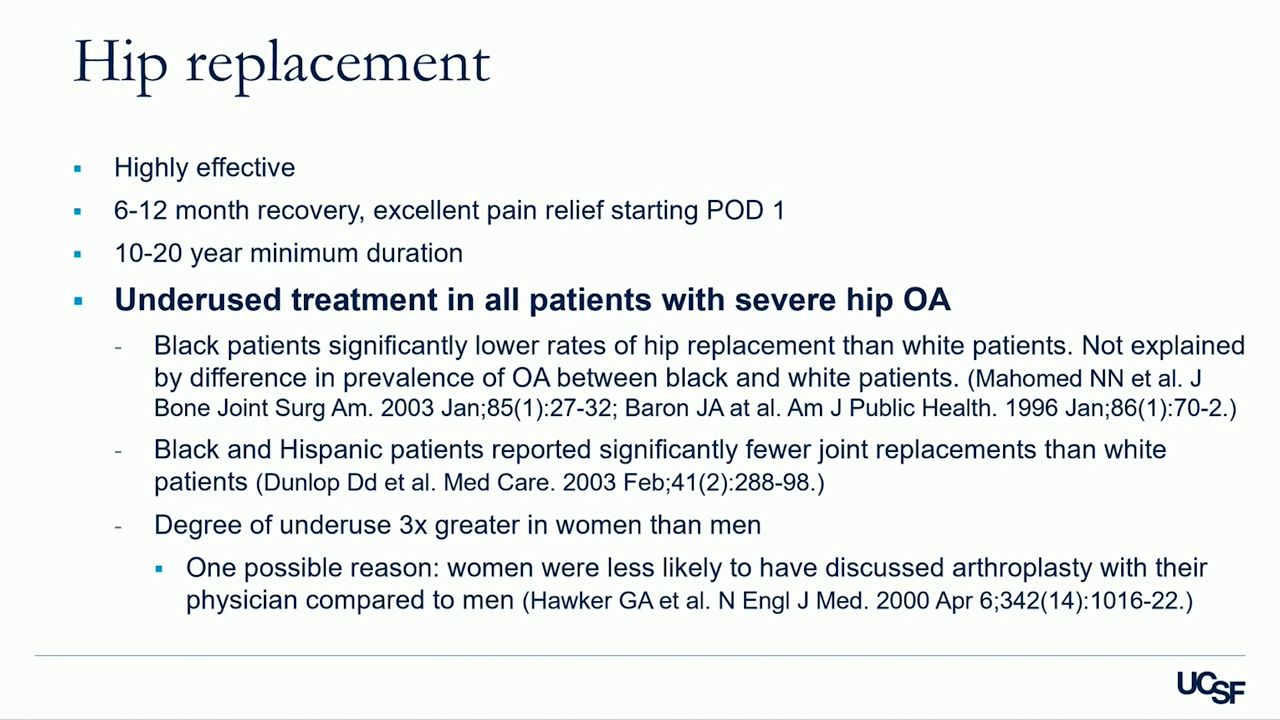 Hip replacement
▪ Highly effective
▪ 6-12 month recovery, excellent pain relief starting POD 1
▪ 10-20 year minimum duration
▪ Underused treatment in all patients with severe hip OA
- Black patients significantly lower rates of hip replacement than white patients. Not explained
by difference in prevalence of OA between black and white patients. (Mahomed NN et al. J
Bone Joint Surg Am. 2003 Jan;85(1):27-32; Baron JA at al. Am J Public Health. 1996 Jan;86(1):70-2.)
- Black and Hispanic patients reported significantly fewer joint replacements than white
patients (Dunlop Dd et al. Med Care. 2003 Feb;41(2):288-98.)
- Degree of underuse 3x greater in women than men
▪ One possible reason: women were less likely to have discussed arthroplasty with their
physician compared to men (Hawker GA et al. N Engl J Med. 2000 Apr 6;342(14):1016-22.)
UCSF